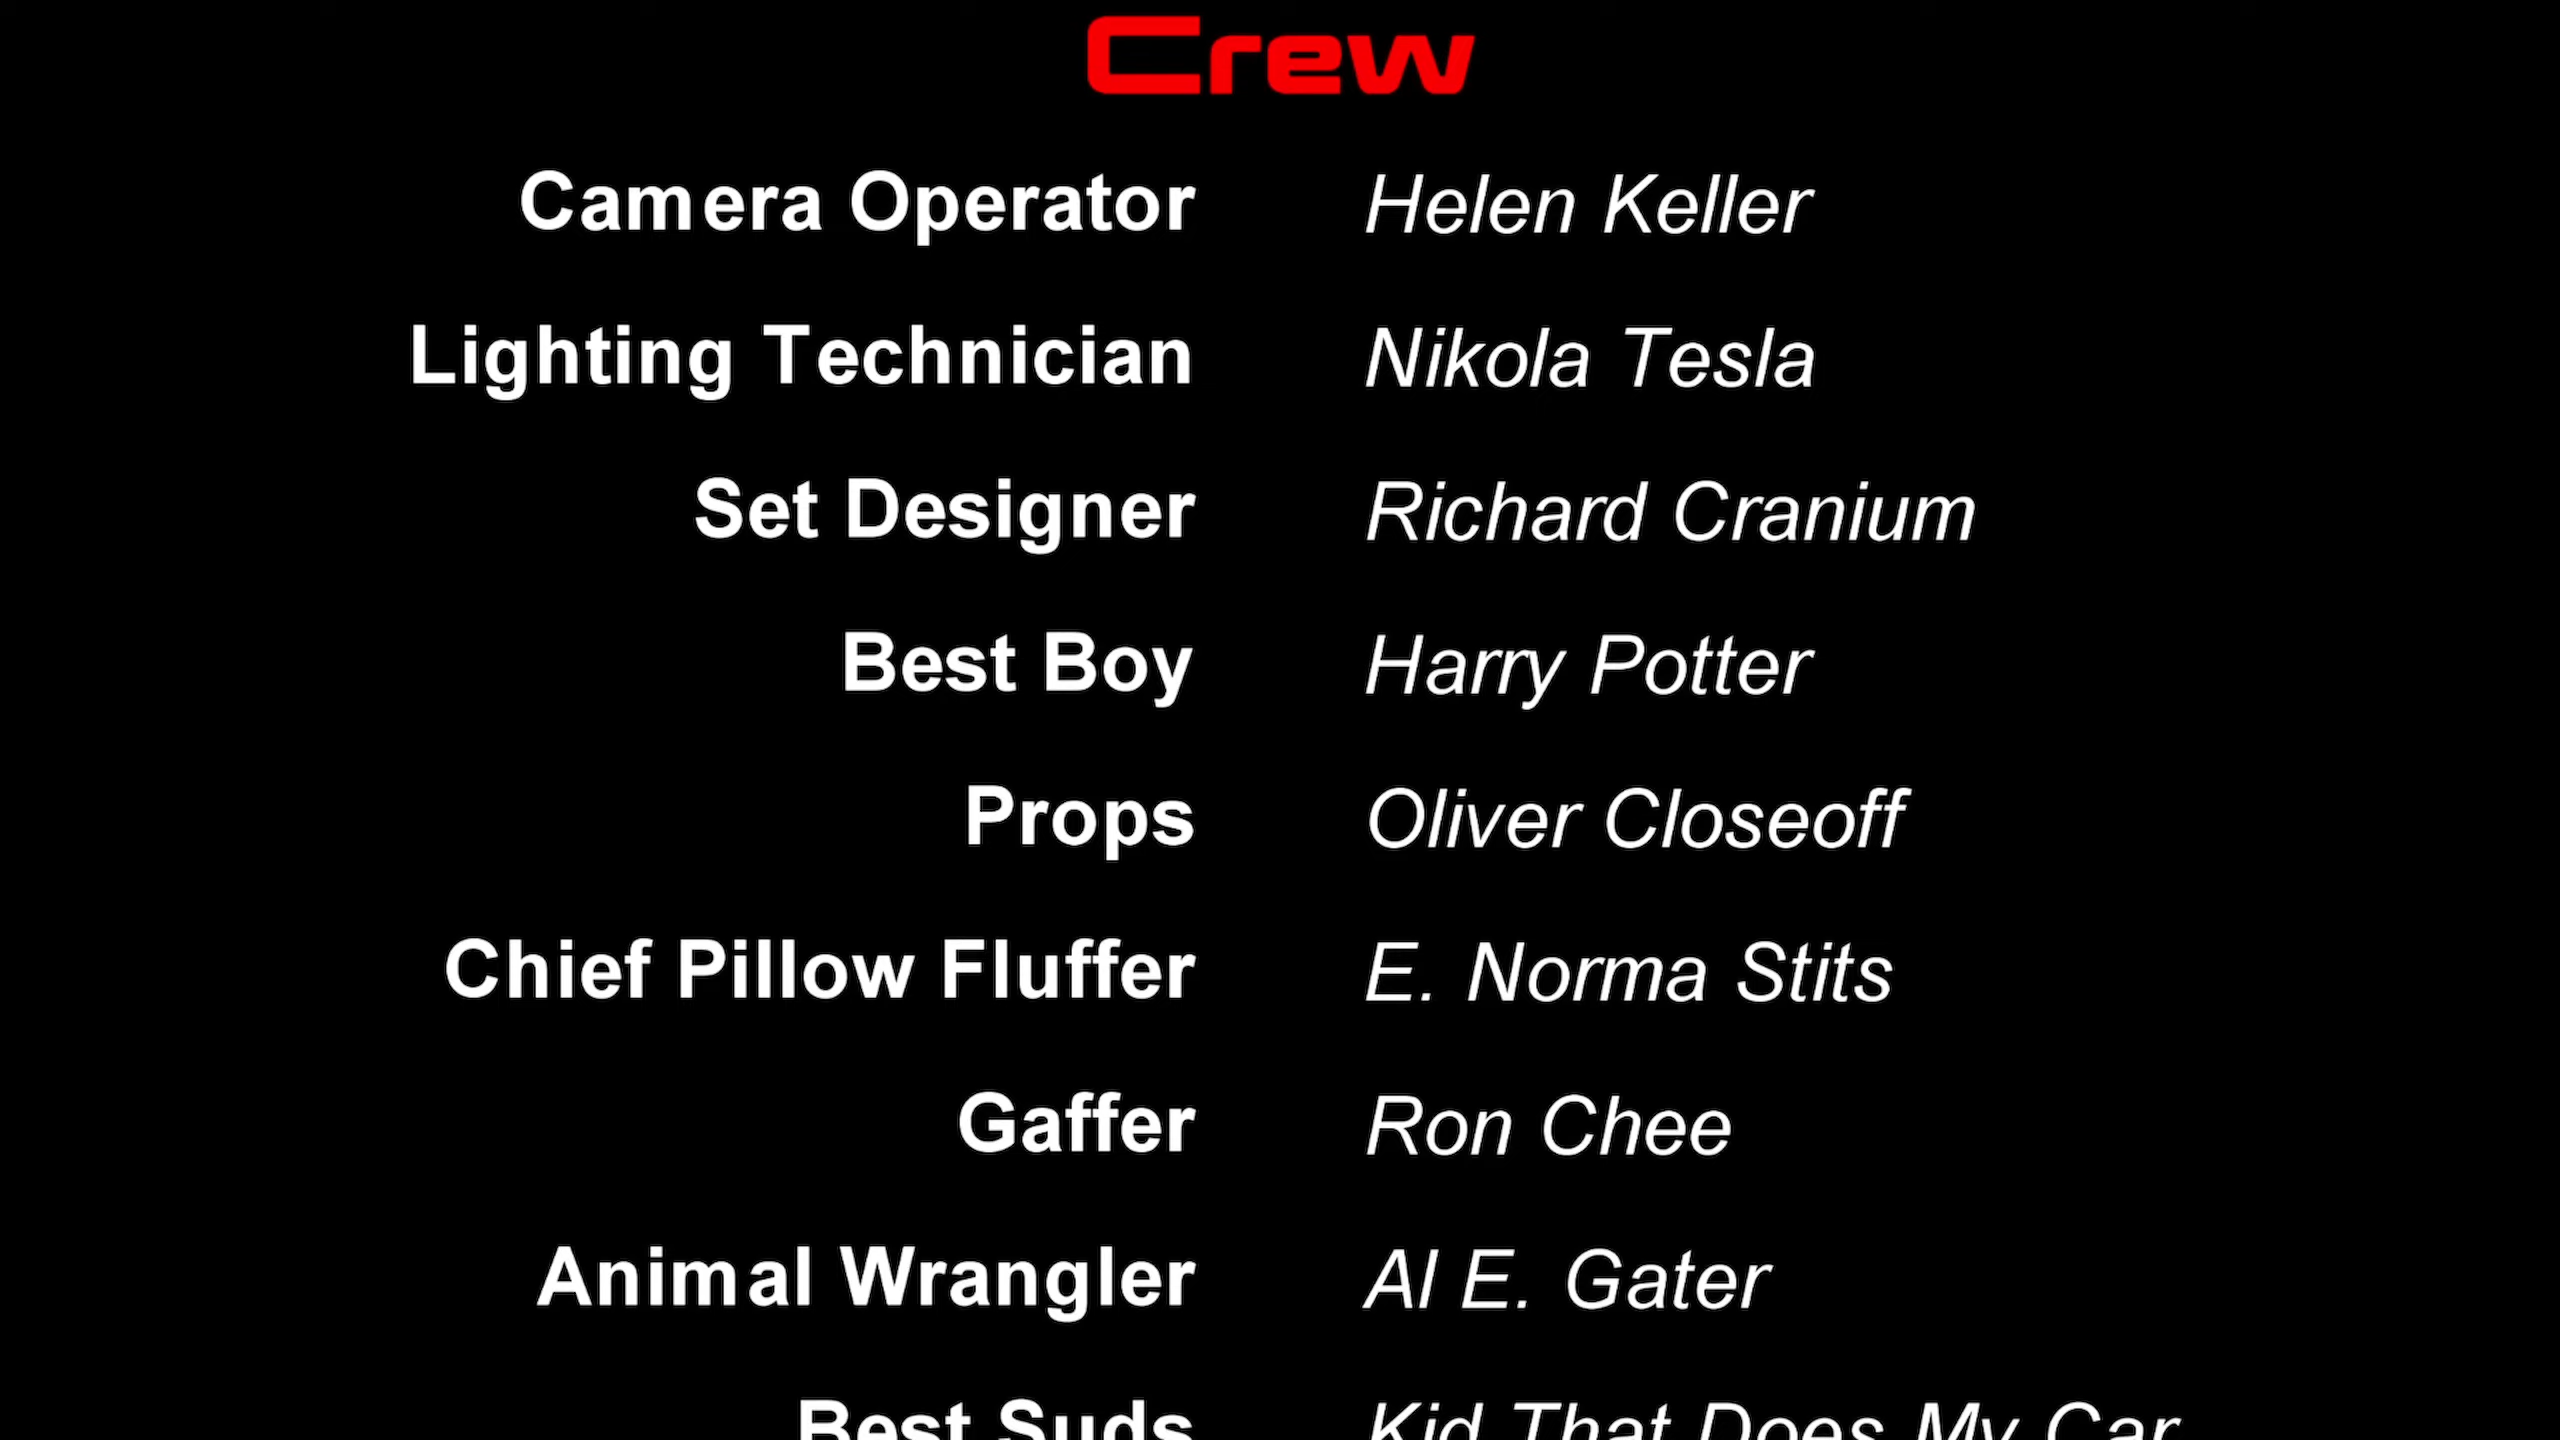 Crew
Camera Operator Helen Keller
Lighting Technician Nikola Tesla
Set Designer Richard Cranium
Best Boy Harry Potter
Props Oliver Closeoff
Chief Pillow Fluffer E. Norma Stits
Gaffer Ron Chee
Animal Wrangler Al E. Gater
Best Suds Kid That Does My Car